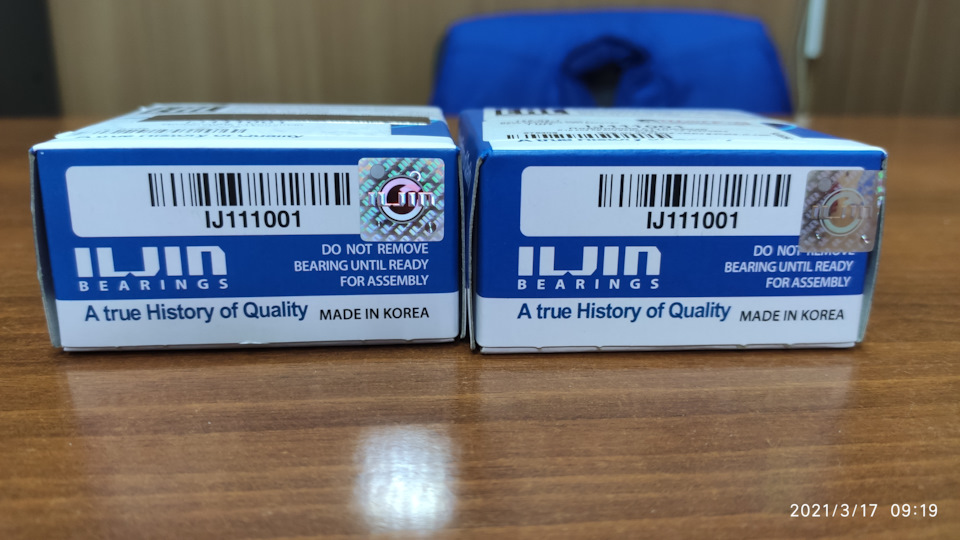 IJ111001
ILJIN
ILJIN
BEARINGS
DO NOT REMOVE
BEARING UNTIL READY
FOR ASSEMBLY
A true History of Quality
MADE IN KOREA
IJ111001
ILJIN
ILJIN
BEARINGS
DO NOT REMOVE
BEARING UNTIL READY
FOR ASSEMBLY
A true History of Quality
MADE IN KOREA
2021/3/17 09:19